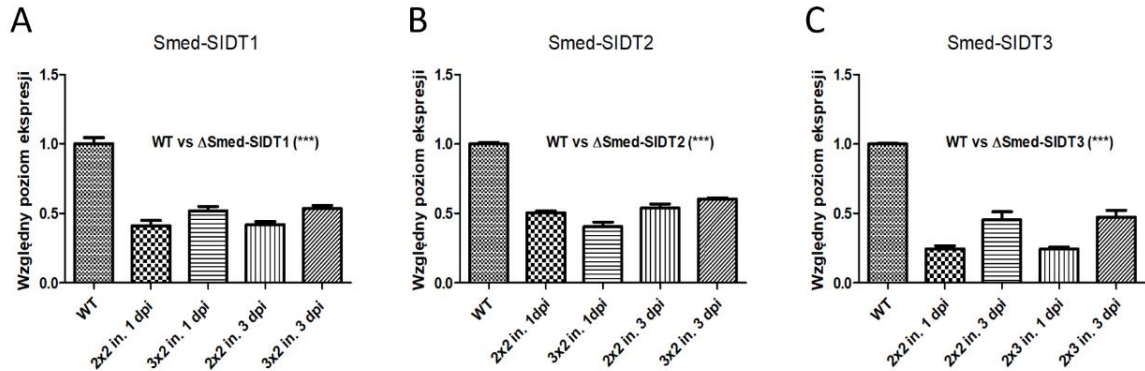 A
Smed-SIDT1
Względny poziom ekspresji
1.5
1.0
0.5
0.0
WT vs ΔSmed-SIDT1 (***)
WT
2x2 in. 1 dpi
3x2 in. 1 dpi
2x2 in. 3 dpi
3x2 in. 3 dpi
B
Smed-SIDT2
Względny poziom ekspresji
1.5
1.0
0.5
0.0
WT vs ΔSmed-SIDT2 (***)
WT
2x2 in. 1dpi
3x2 in. 1dpi
2x2 in. 3 dpi
3x2 in. 3 dpi
C
Smed-SIDT3
Względny poziom ekspresji
1.5
1.0
0.5
0.0
WT vs ΔSmed-SIDT3 (***)
WT
2x2 in. 1 dpi
2x2 in. 3 dpi
2x3 in. 1 dpi
2x3 in. 3 dpi